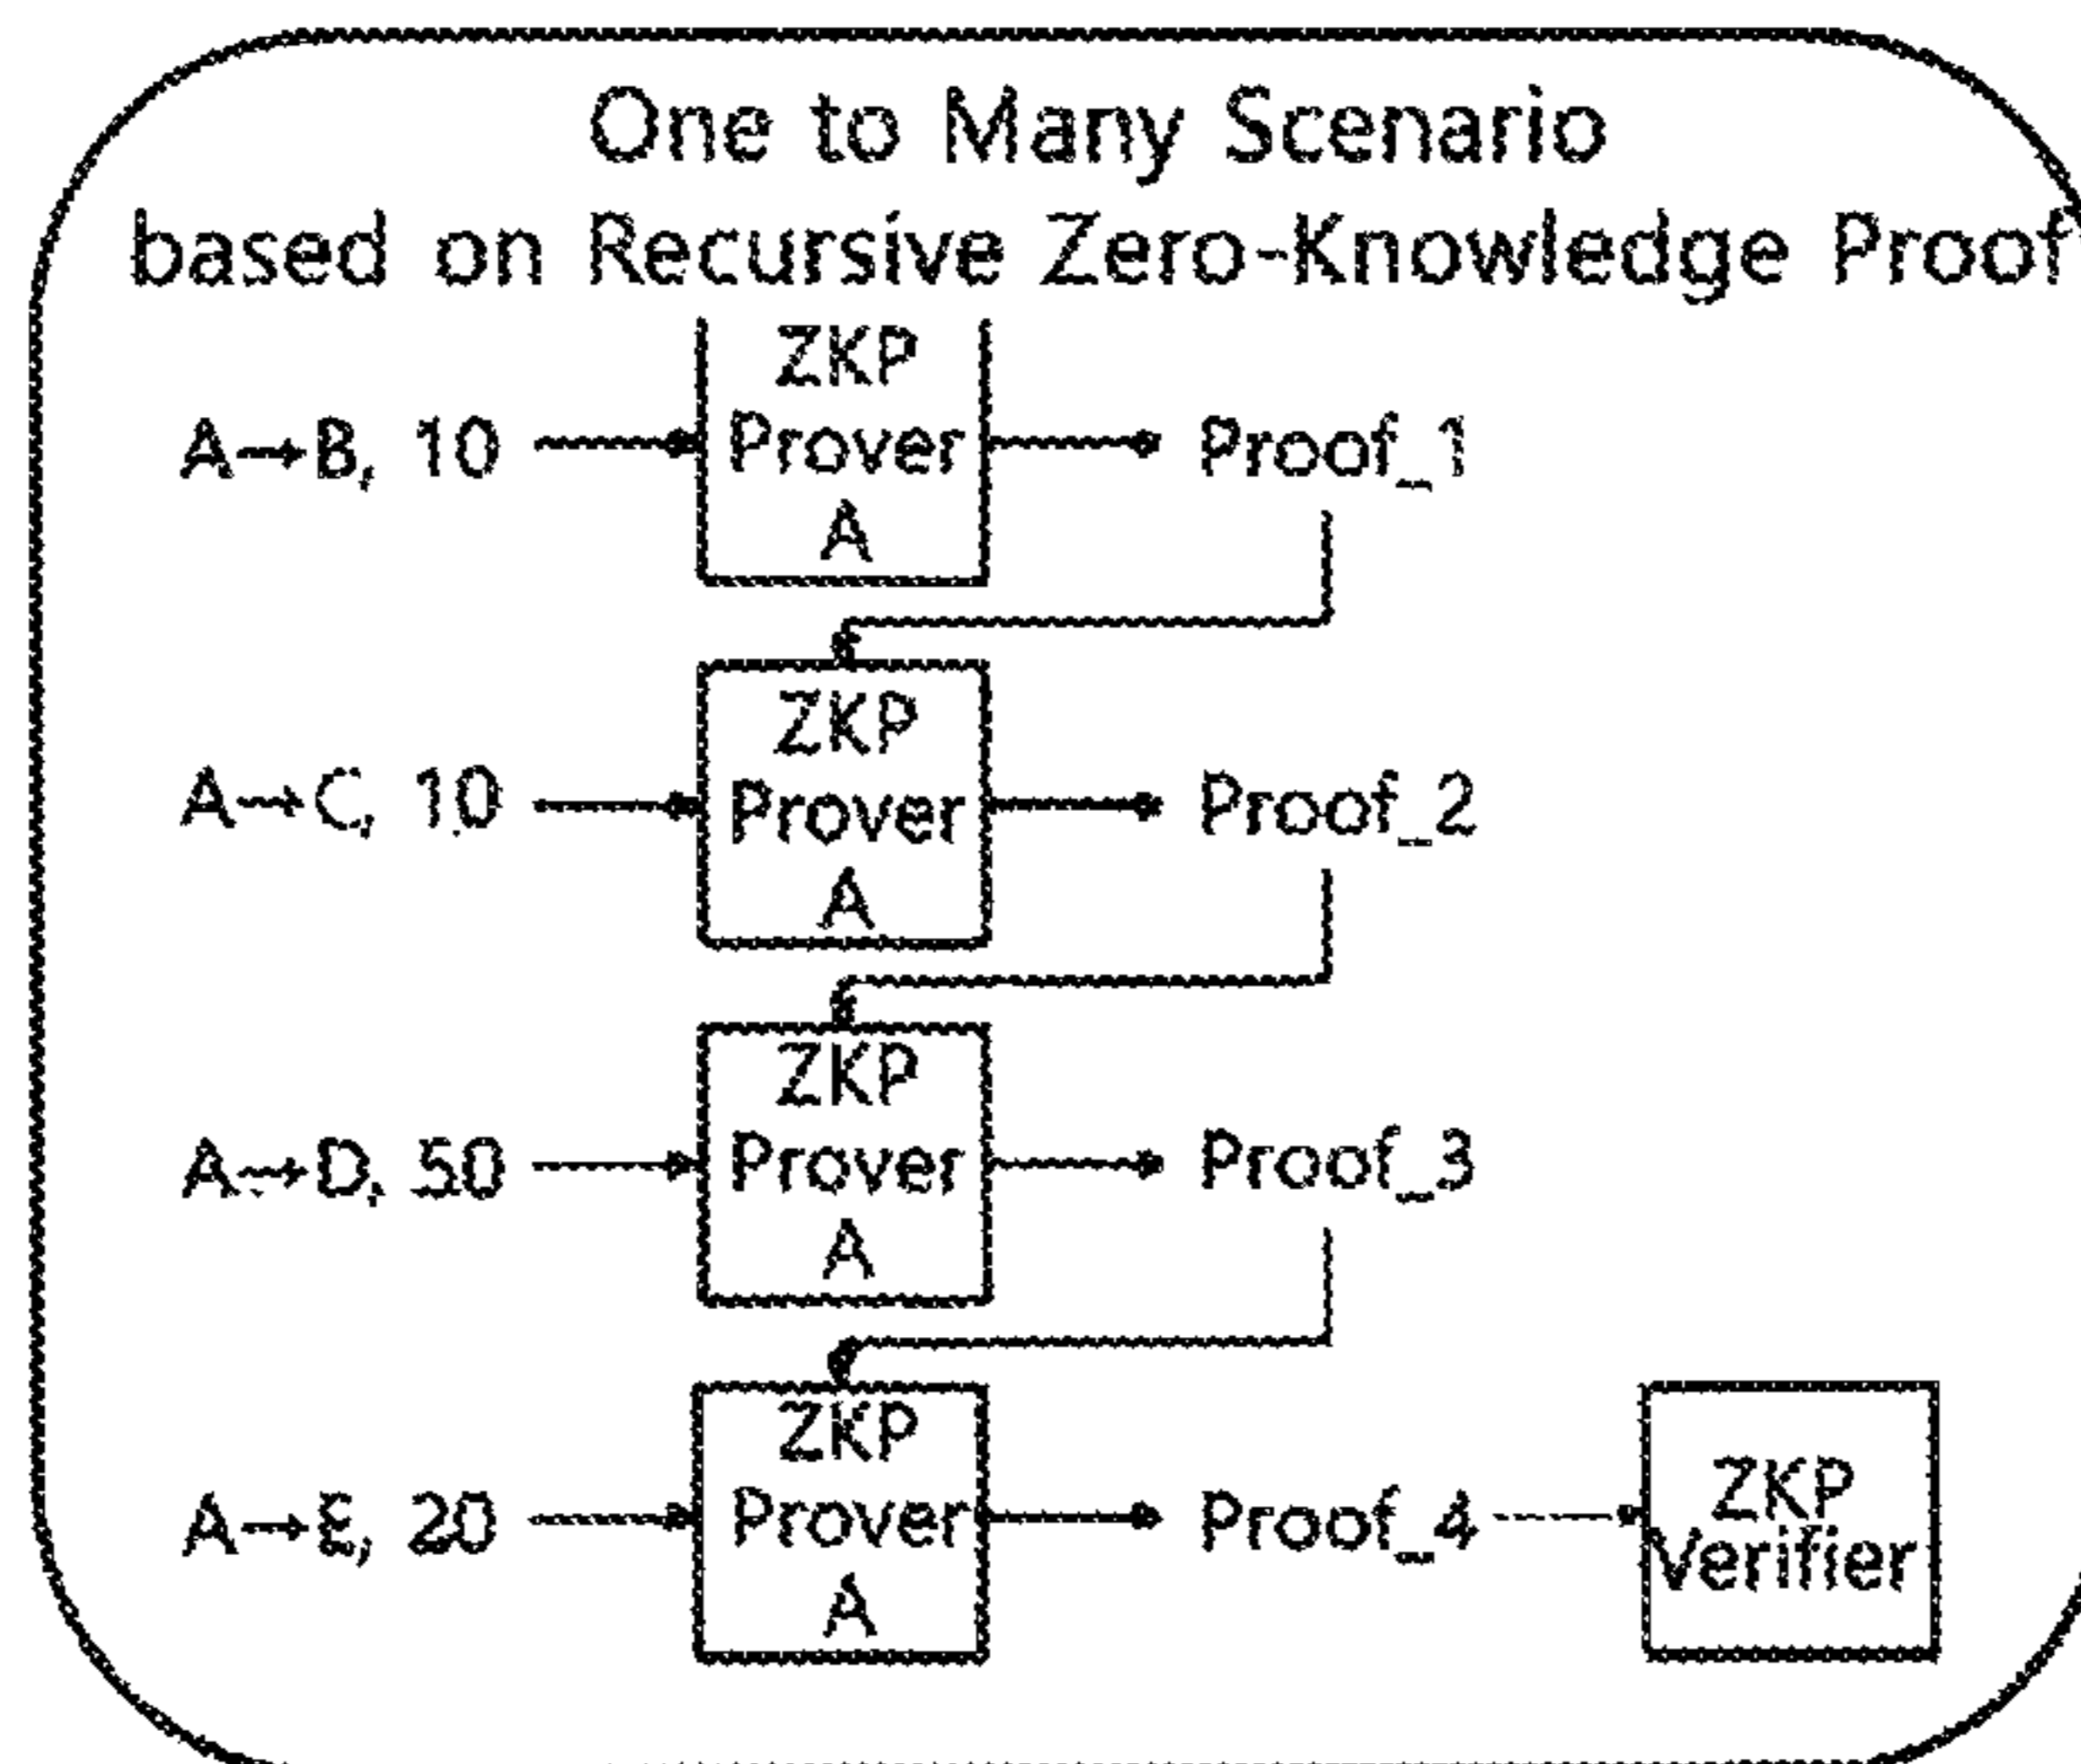 One to Many Scenario
based on Recursive Zero-Knowledge Proof
A→B, 10
ZKP
Prover
A
Proof_1
A→C, 10
ZKP
Prover
A
Proof_2
A→D, 50
ZKP
Prover
A
Proof_3
A→E, 20
ZKP
Prover
A
Proof_4
ZKP
Verifier